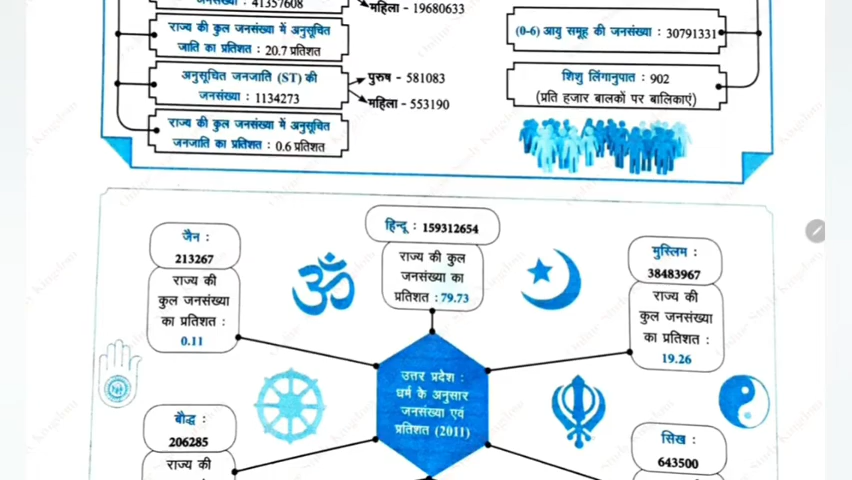 जनसंख्या : 41357608
महिला - 19680633
राज्य की कुल जनसंख्या में अनुसूचित
जाति का प्रतिशत : 20.7 प्रतिशत
अनुसूचित जनजाति (ST) की
जनसंख्या : 1134273
पुरुष - 581083
महिला - 553190
राज्य की कुल जनसंख्या में अनुसूचित
जनजाति का प्रतिशत : 0.6 प्रतिशत
(0-6) आयु समूह की जनसंख्या : 30791331
शिशु लिंगानुपात : 902
(प्रति हजार बालकों पर बालिकाएं)
जैन :
213267
राज्य की
कुल जनसंख्या
का प्रतिशत :
0.11
हिन्दू : 159312654
राज्य की कुल
जनसंख्या का
प्रतिशत : 79.73
मुस्लिम :
38483967
राज्य की
कुल जनसंख्या
का प्रतिशत :
19.26
उत्तर प्रदेश :
धर्म के अनुसार
जनसंख्या एवं
प्रतिशत (2011)
बौद्ध :
206285
राज्य की
सिख :
643500